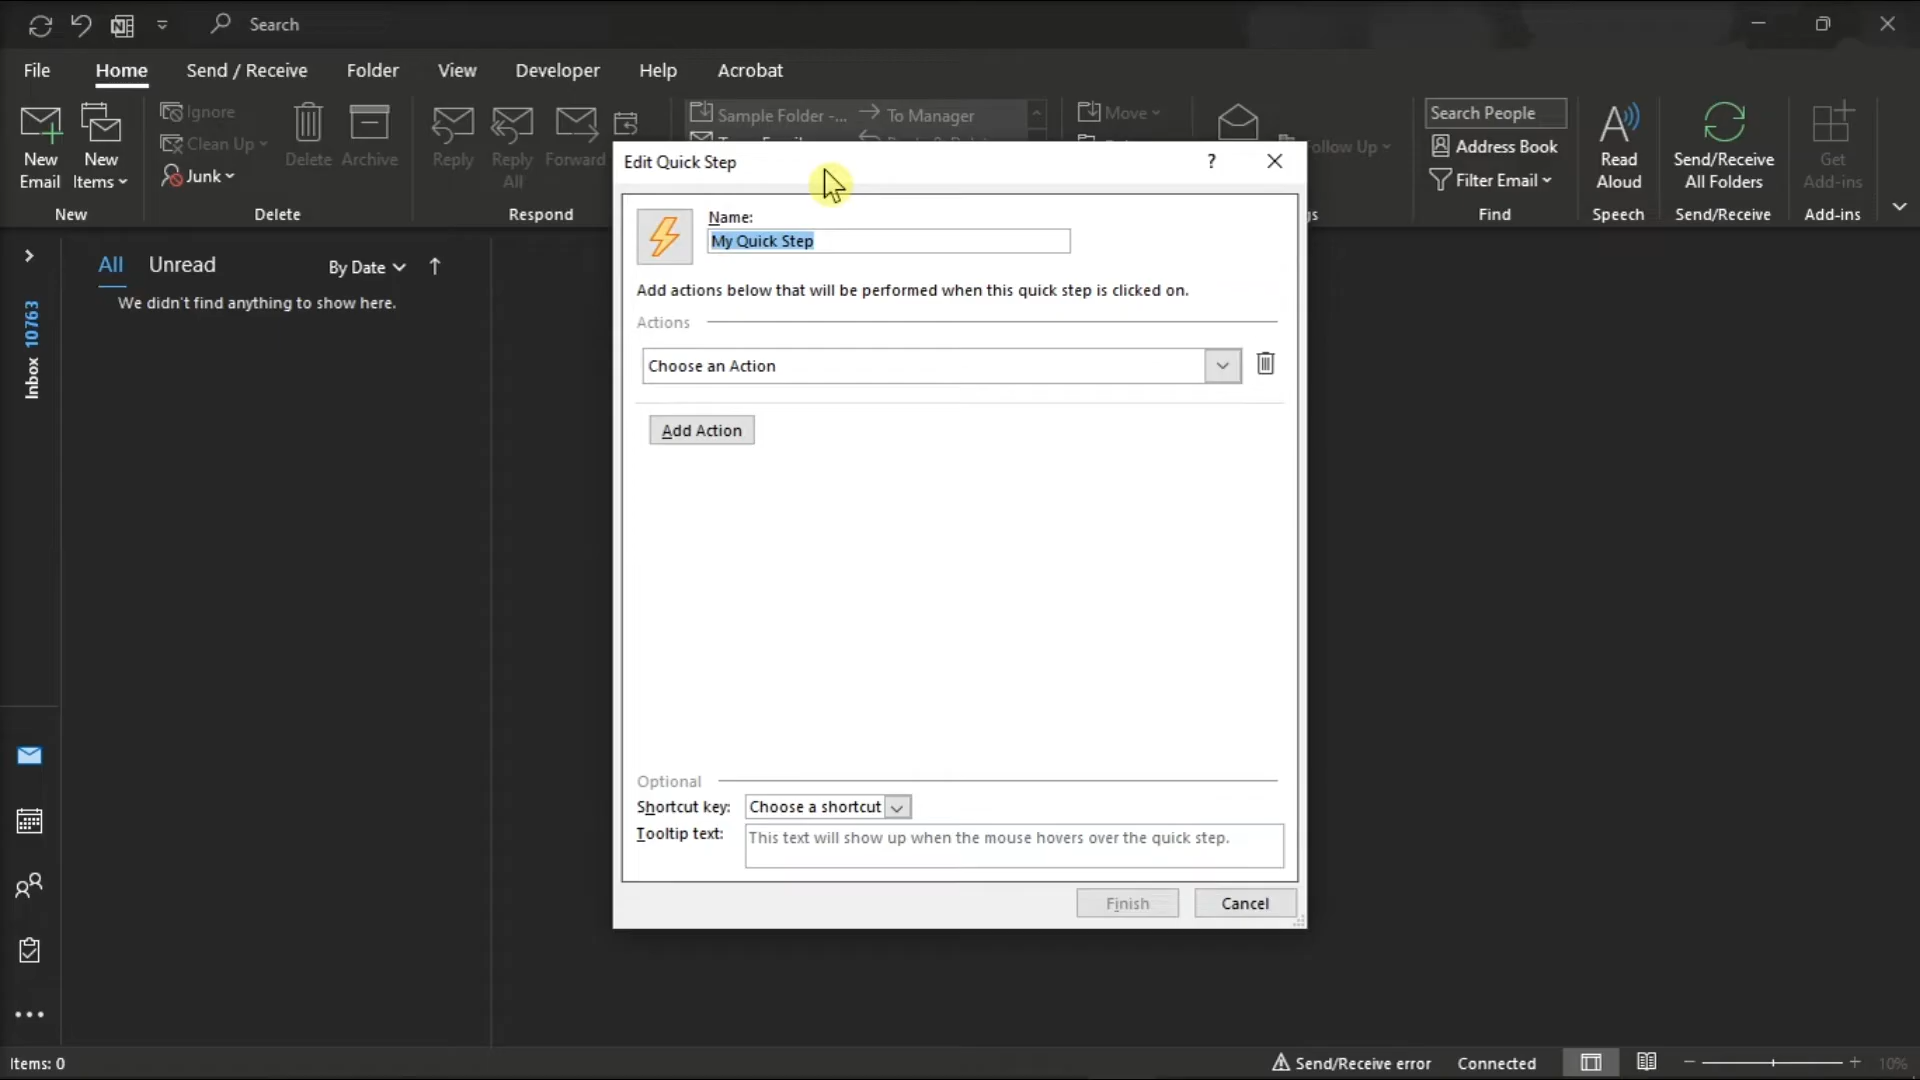 Search
File Home Send / Receive Folder View Developer Help Acrobat
New Email
New Items
New
Ignore
Clean Up
Junk
Delete
Archive
Delete
Reply
Reply All
Forward
Respond
Sample Folder -...
To Manager
Move
Follow Up
Search People
Address Book
Filter Email
Find
Read Aloud
Speech
Send/Receive All Folders
Send/Receive
Get Add-ins
Add-ins
Edit Quick Step
?
Name:
My Quick Step
Add actions below that will be performed when this quick step is clicked on.
Actions
Choose an Action
Add Action
Optional
Shortcut key: Choose a shortcut
Tooltip text: This text will show up when the mouse hovers over the quick step.
Finish Cancel
All Unread By Date
We didn't find anything to show here.
Inbox 10763
Items: 0
Send/Receive error Connected 10%